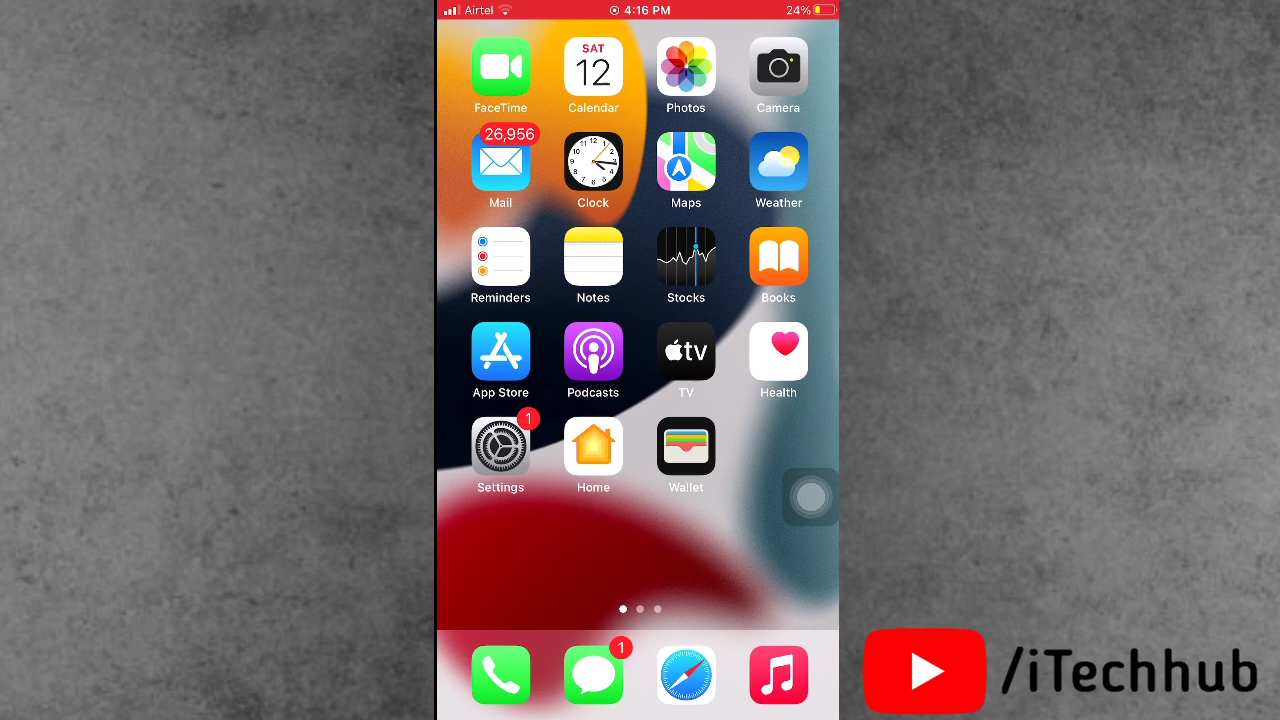 Airtel 4:16 PM 24%
SAT
12
FaceTime Calendar Photos Camera
26,956
12
Mail Clock Maps Weather
Reminders Notes Stocks Books
tv
App Store Podcasts TV Health
1
Settings Home Wallet
1
/iTechhub